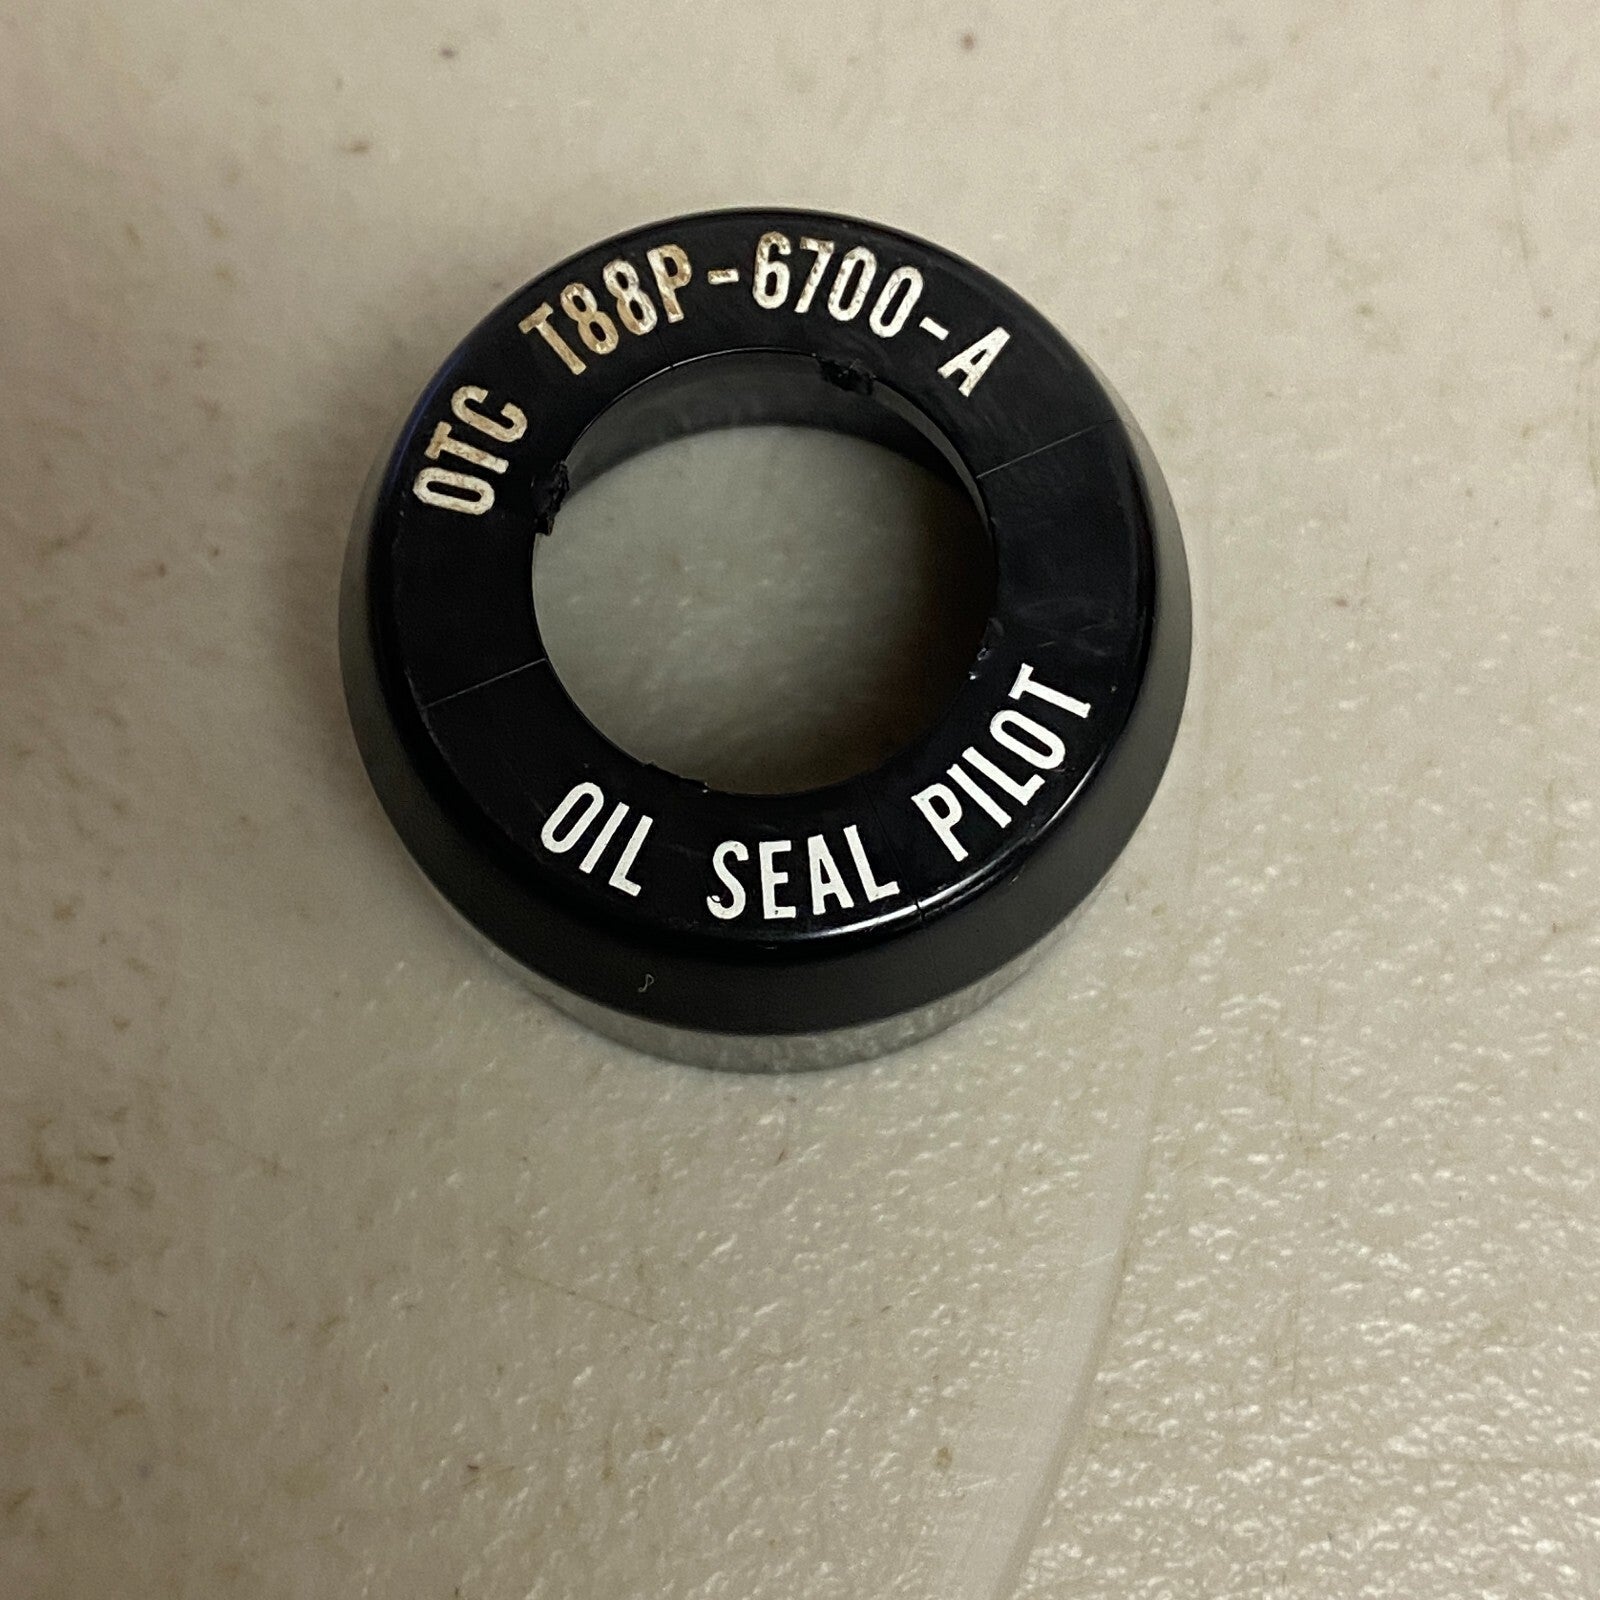 OTC T88P-6700-A
OIL SEAL PILOT